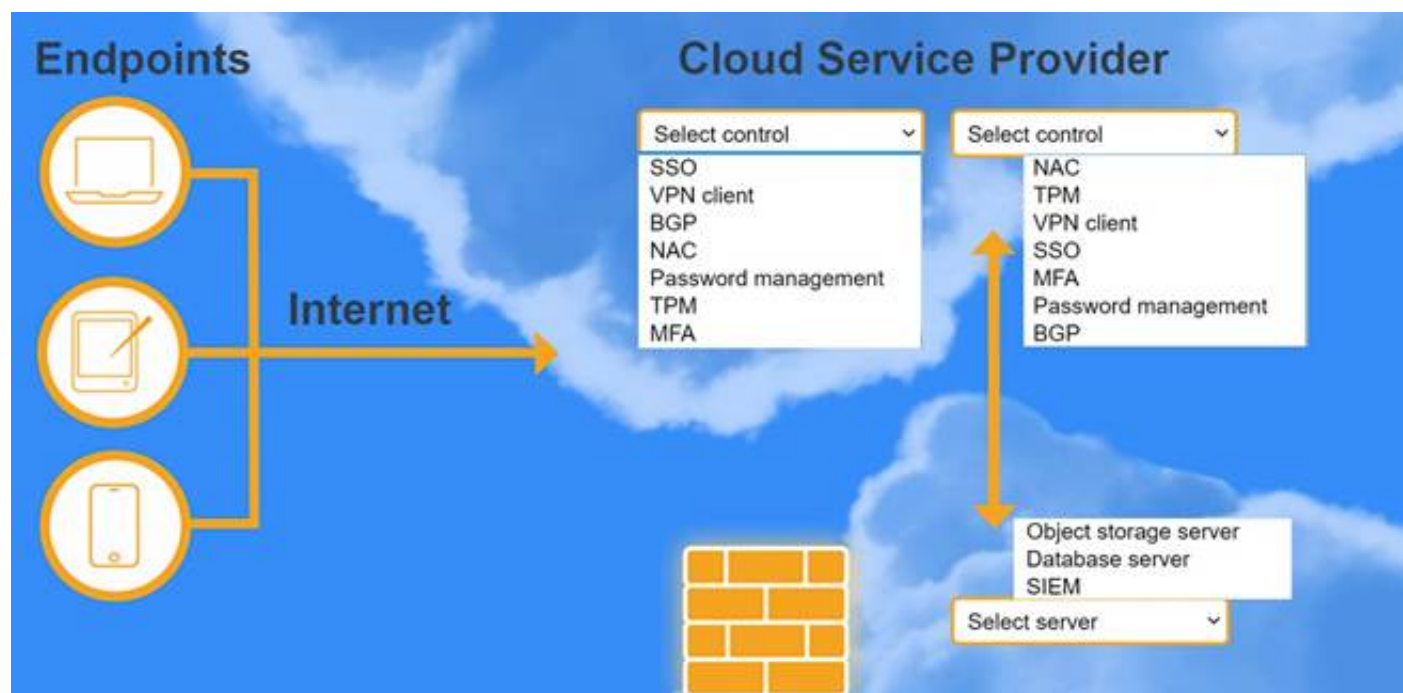 Endpoints
Cloud Service Provider
Select control
SSO
VPN client
BGP
NAC
Password management
TPM
MFA
Select control
NAC
TPM
VPN client
SSO
MFA
Password management
BGP
Internet
Object storage server
Database server
SIEM
Select server